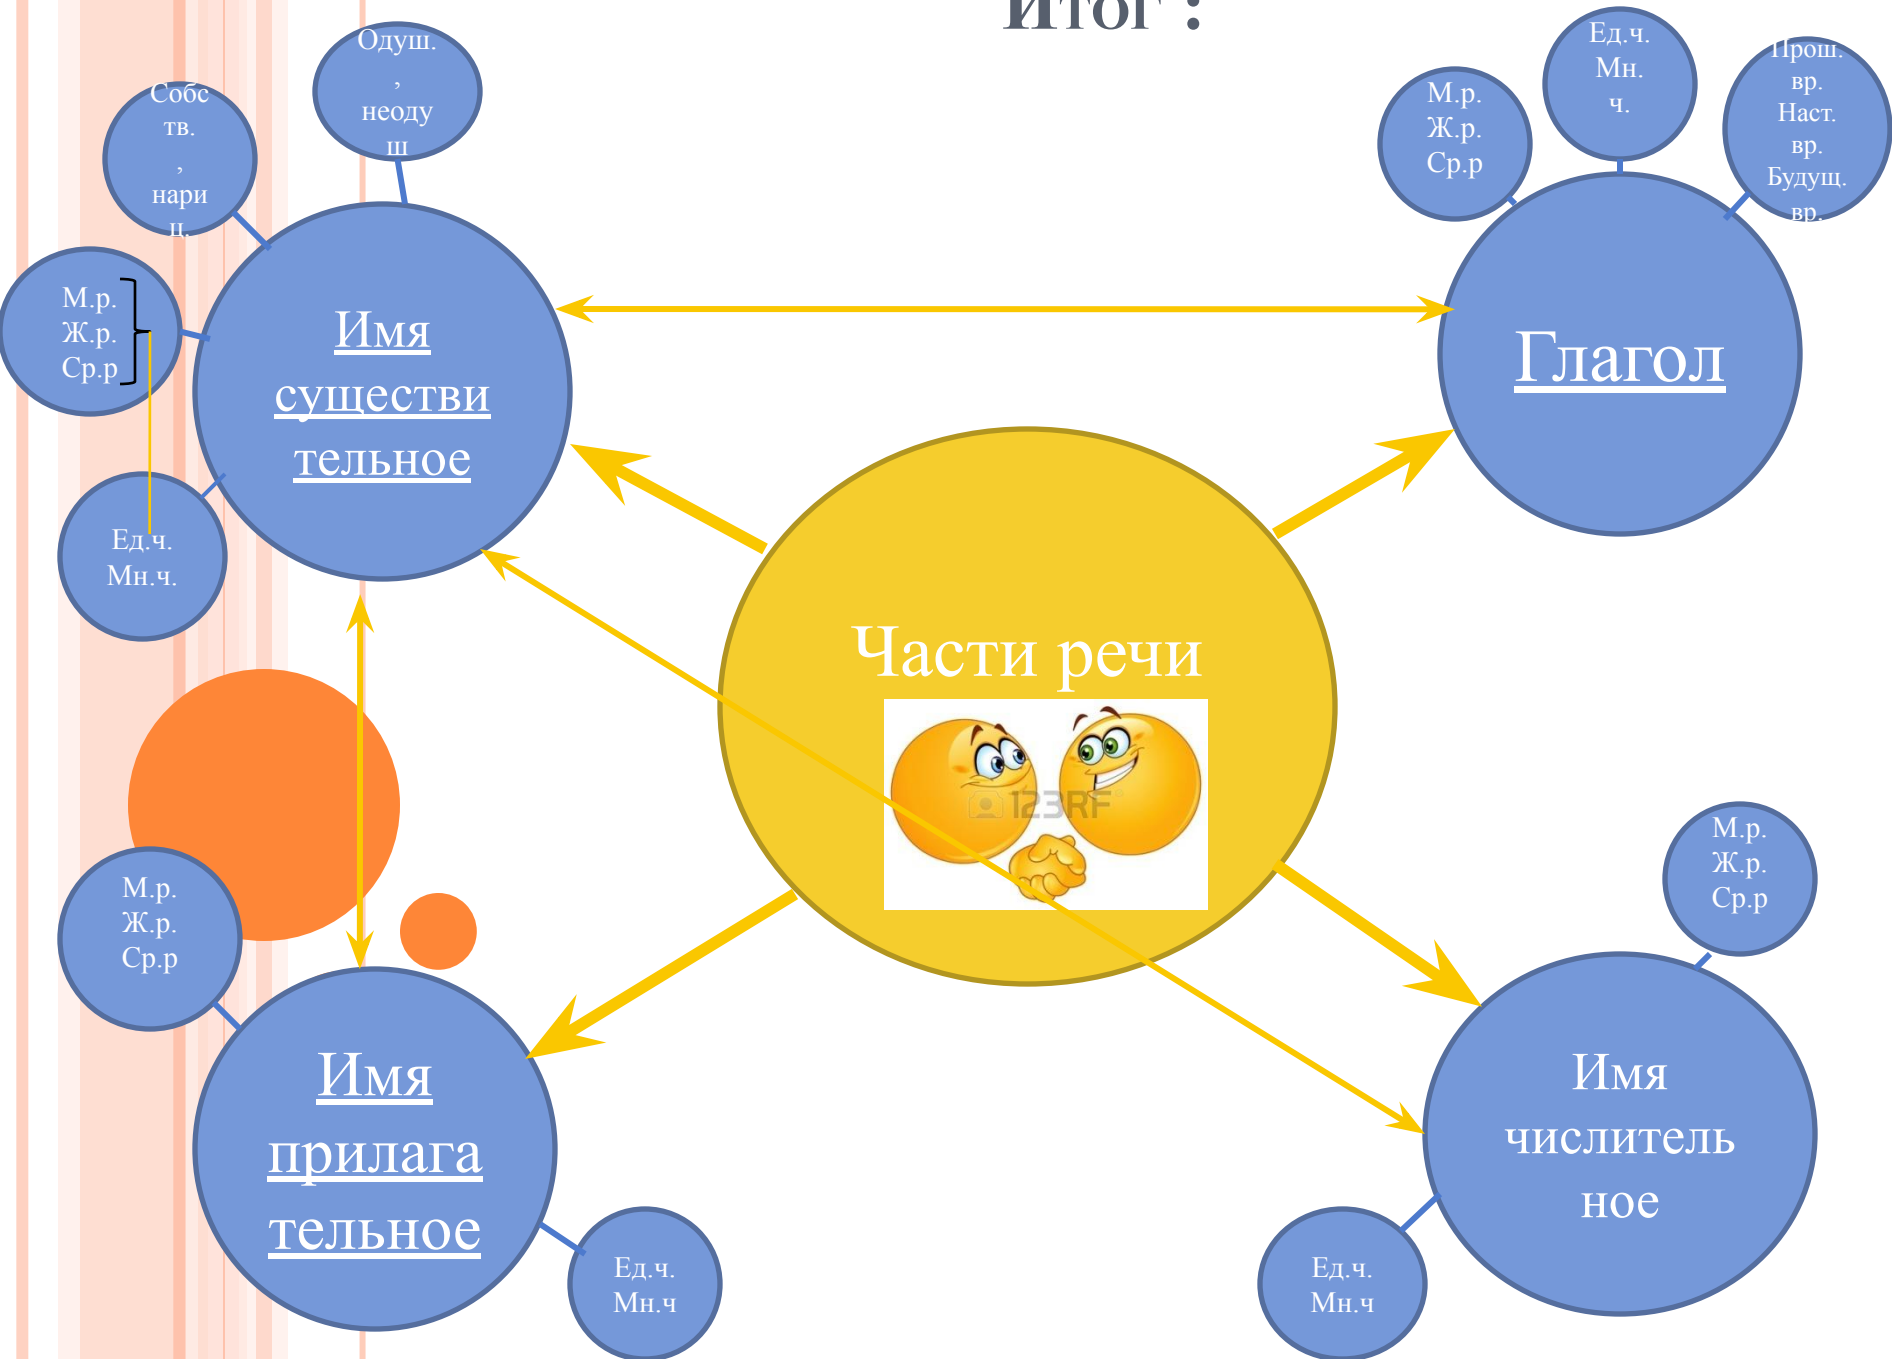 Итог :
Одуш.
,
неоду
ш
Собс
тв.
,
нари
ц.
М.р.
Ж.р.
Ср.р
Ед.ч.
Мн.ч.
Имя
существи
тельное
М.р.
Ж.р.
Ср.р
Ед.ч.
Мн.
ч.
Прош.
вр.
Наст.
вр.
Будущ.
вр.
Глагол
Части речи
123RF
М.р.
Ж.р.
Ср.р
Имя
прилага
тельное
Ед.ч.
Мн.ч
М.р.
Ж.р.
Ср.р
Имя
числитель
ное
Ед.ч.
Мн.ч